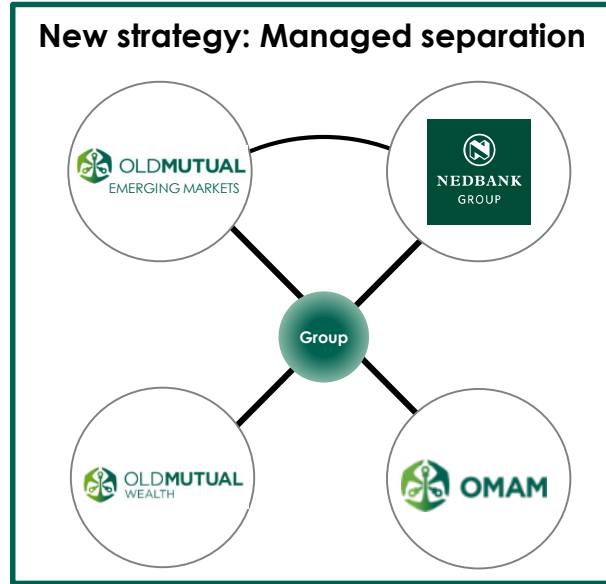 New strategy: Managed separation
OLDMUTUAL
EMERGING MARKETS
NEDBANK
GROUP
Group
OLDMUTUAL
WEALTH
OMAM